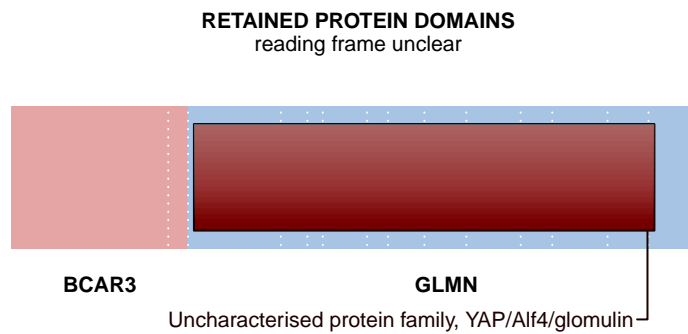 RETAINED PROTEIN DOMAINS
reading frame unclear
BCAR3
GLMN
Uncharacterised protein family, YAP/Alf4/glomulin